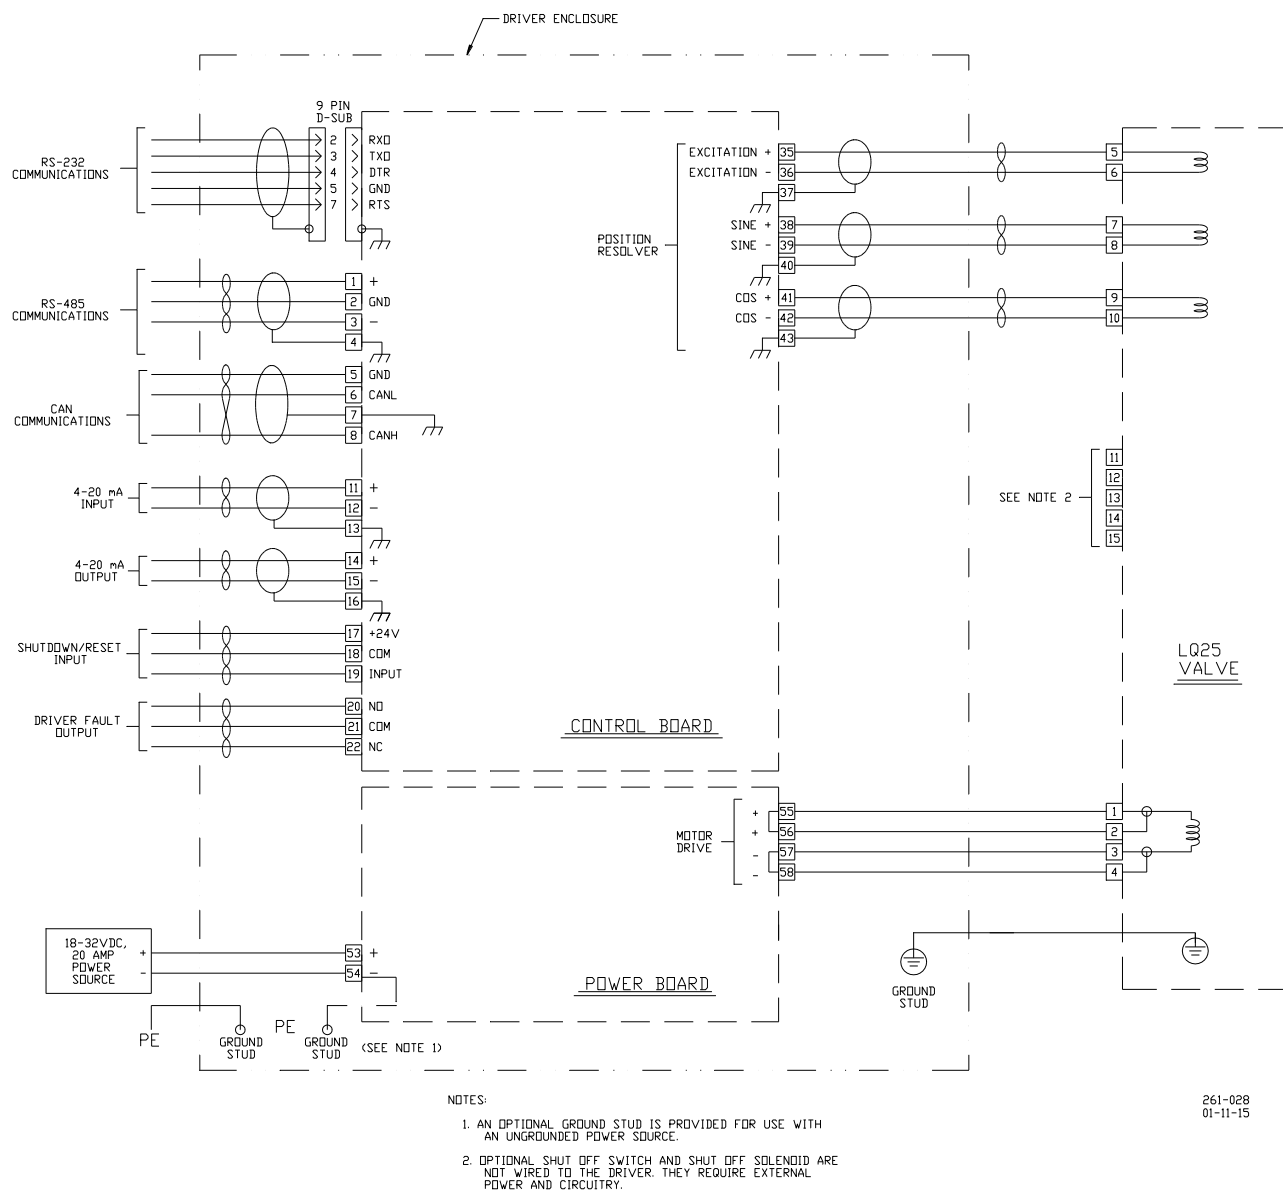 DRIVER ENCLOSURE
9 PIN
D-SUB
RS-232
COMMUNICATIONS
2 RXD
3 TXD
4 DTR
5 GND
7 RTS
RS-485
COMMUNICATIONS
1 +
2 GND
3 -
4
CAN
COMMUNICATIONS
5 GND
6 CANL
7
8 CANH
4-20 mA
INPUT
11 +
12 -
13
4-20 mA
OUTPUT
14 +
15 -
16
SHUTDOWN/RESET
INPUT
17 +24V
18 COM
19 INPUT
DRIVER FAULT
OUTPUT
20 NO
21 COM
22 NC
POSITION
RESOLVER
EXCITATION + 35
EXCITATION - 36
37
SINE + 38
SINE - 39
40
COS + 41
COS - 42
43
5
6
7
8
9
10
SEE NOTE 2
11
12
13
14
15
LQ25
VALVE
CONTROL BOARD
MOTOR
DRIVE
+ 55
+ 56
- 57
- 58
1
2
3
4
18-32VDC,
20 AMP
POWER
SOURCE
+
-
53 +
54 -
POWER BOARD
PE
GROUND
STUD
PE
GROUND
STUD
(SEE NOTE 1)
GROUND
STUD
NOTES:
1. AN OPTIONAL GROUND STUD IS PROVIDED FOR USE WITH
AN UNGROUNDED POWER SOURCE.
2. OPTIONAL SHUT OFF SWITCH AND SHUT OFF SOLENOID ARE
NOT WIRED TO THE DRIVER. THEY REQUIRE EXTERNAL
POWER AND CIRCUITRY.
261-028
01-11-15